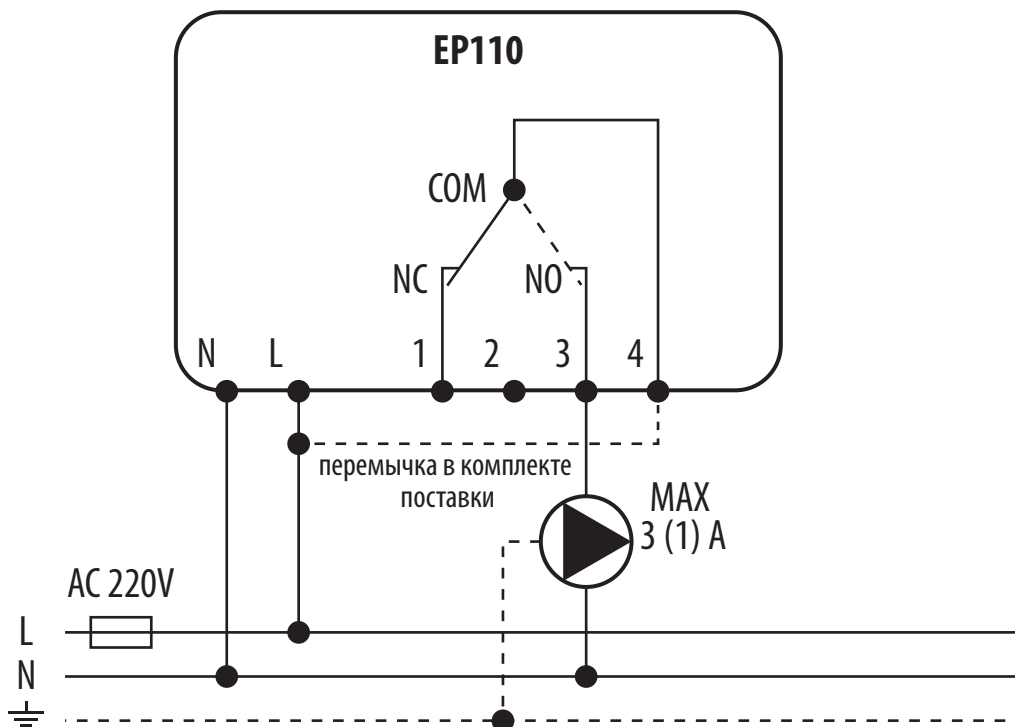 EP110
COM
NC NO
N L 1 2 3 4
перемычка в комплекте
поставки
MAX
3 (1) A
AC 220V
L
N